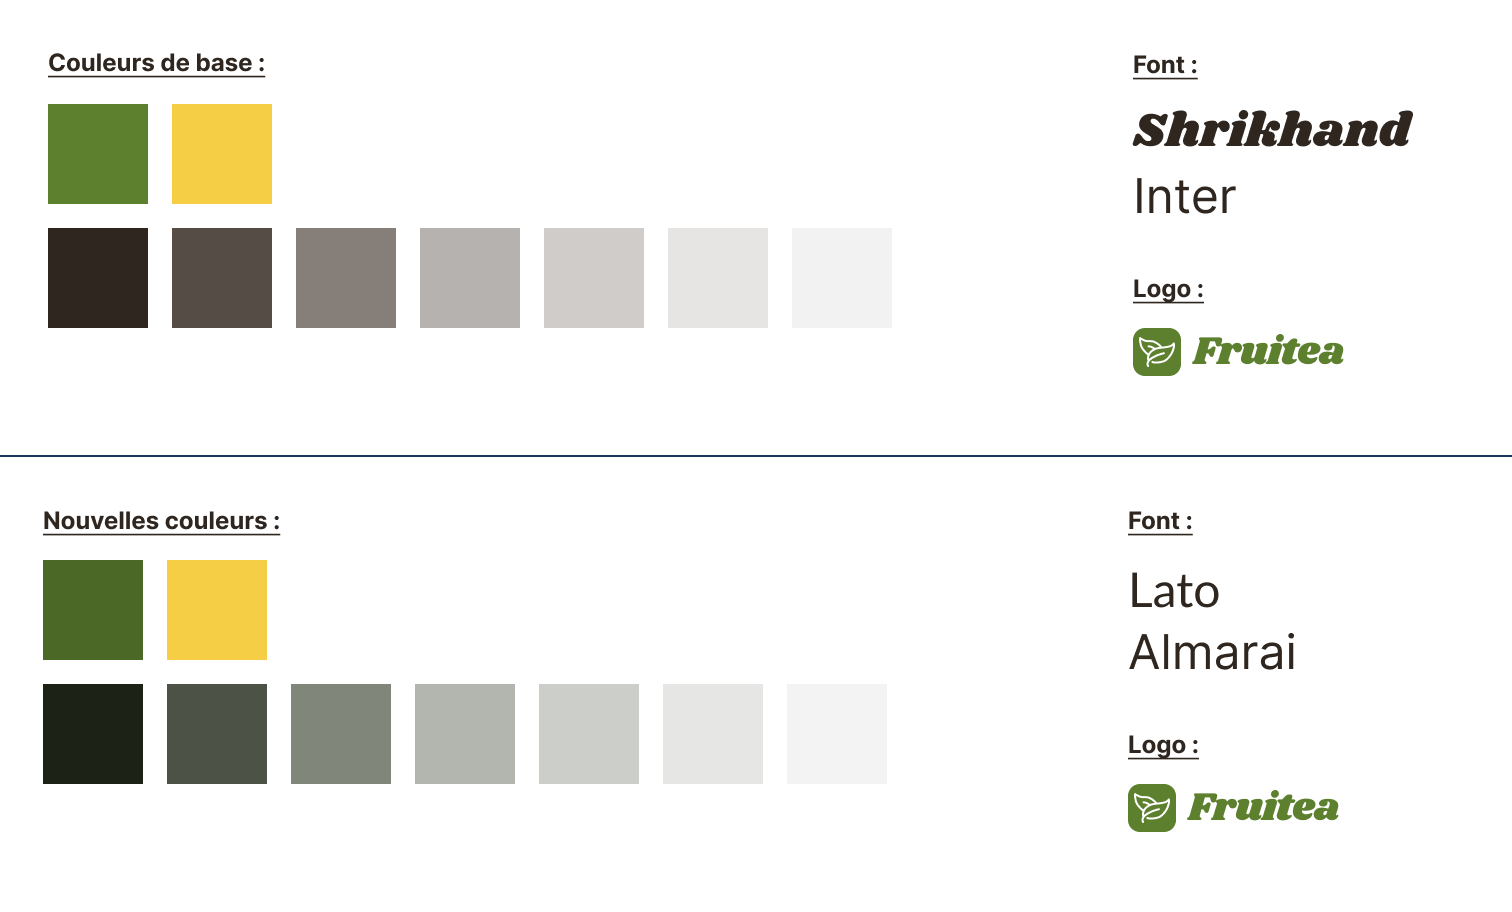 Couleurs de base :
Font :
Shrikhand
Inter
Logo :
Fruitea
Nouvelles couleurs :
Font :
Lato
Almarai
Logo :
Fruitea